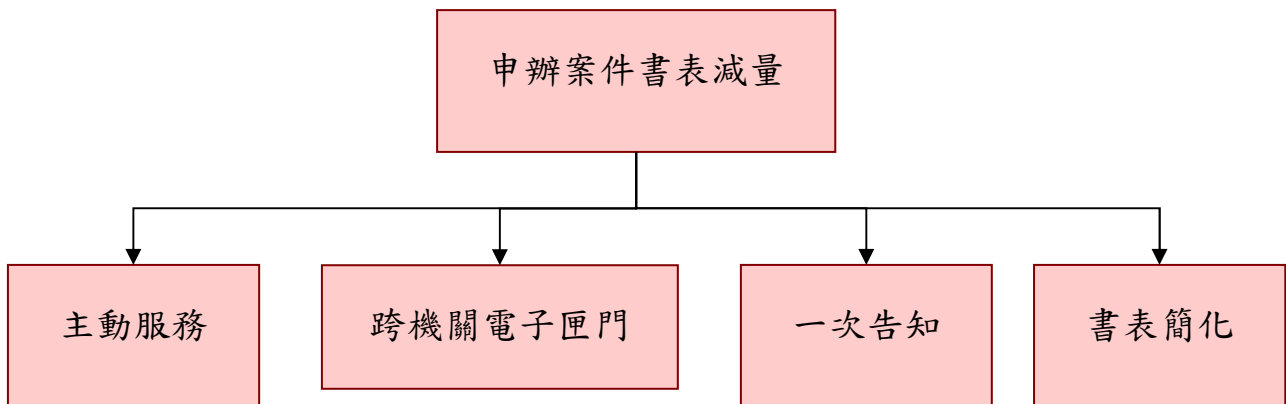 申辦案件書表減量
主動服務
跨機關電子匣門
一次告知
書表簡化